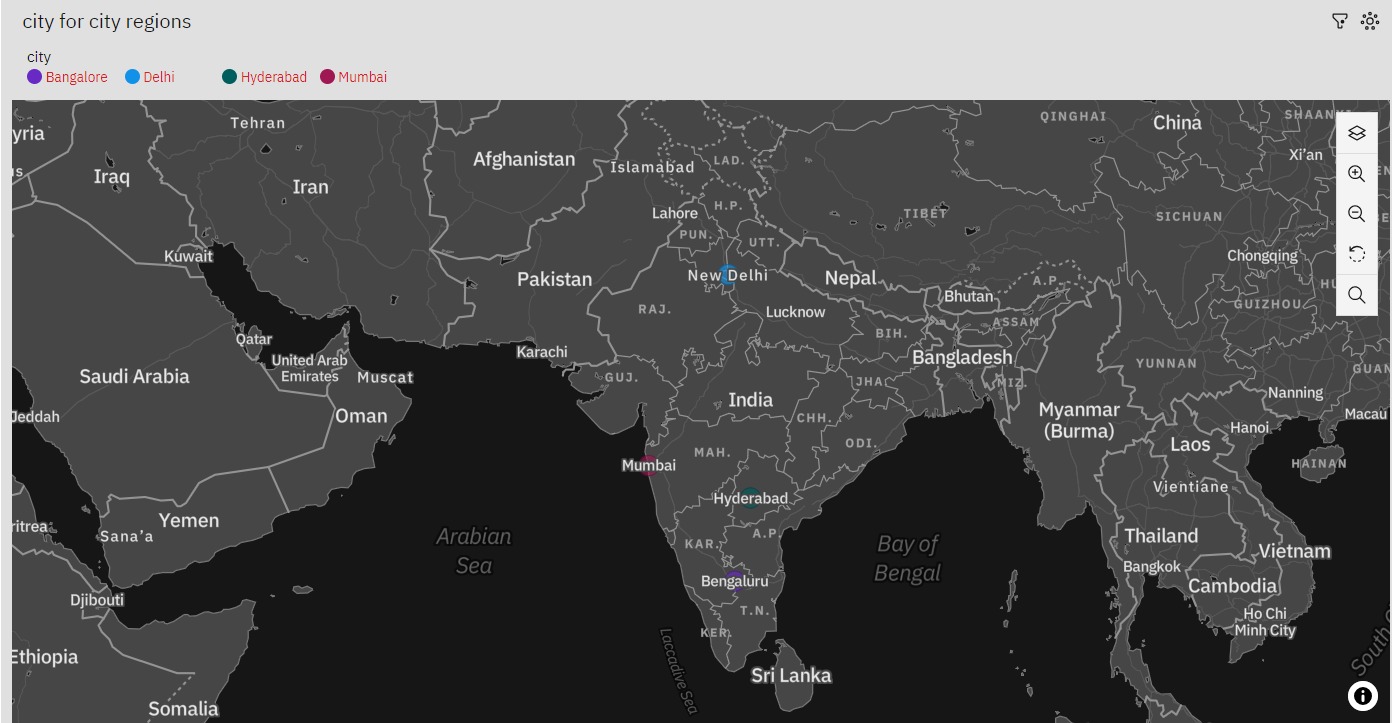 city for city regions
city
Bangalore Delhi Hyderabad Mumbai
Tehran
QINGHAI
China
SHAANXI
yria
Afghanistan
Xi'an
Islamabad
LAD.
Iraq
Iran
H.P.
Lahore
TIBET
SICHUAN
PUN.
UTT.
Kuwait
Chongqing
New Delhi
Pakistan
Nepal
A.P.
Bhutan
GUIZHOU
RAJ.
Lucknow
ASSAM
BIH.
Qatar
Karachi
Bangladesh
United Arab
Emirates
YUNNAN
Saudi Arabia
Muscat
GUJ.
JHA.
MIZ.
GUAN
Nanning
India
Jeddah
Oman
CHH.
Myanmar
(Burma)
Macau
Hanoi
ODI.
Laos
MAH.
Mumbai
HAINAN
Vientiane
Hyderabad
Yemen
ritrea
Sana'a
Arabian
Sea
A.P.
KAR.
Bay of
Bengal
Thailand
Vietnam
Bangkok
Bengaluru
Cambodia
Djibouti
T.N.
Ho Chi
Minh City
KER.
Laccadive Sea
Ethiopia
Sri Lanka
South
Somalia